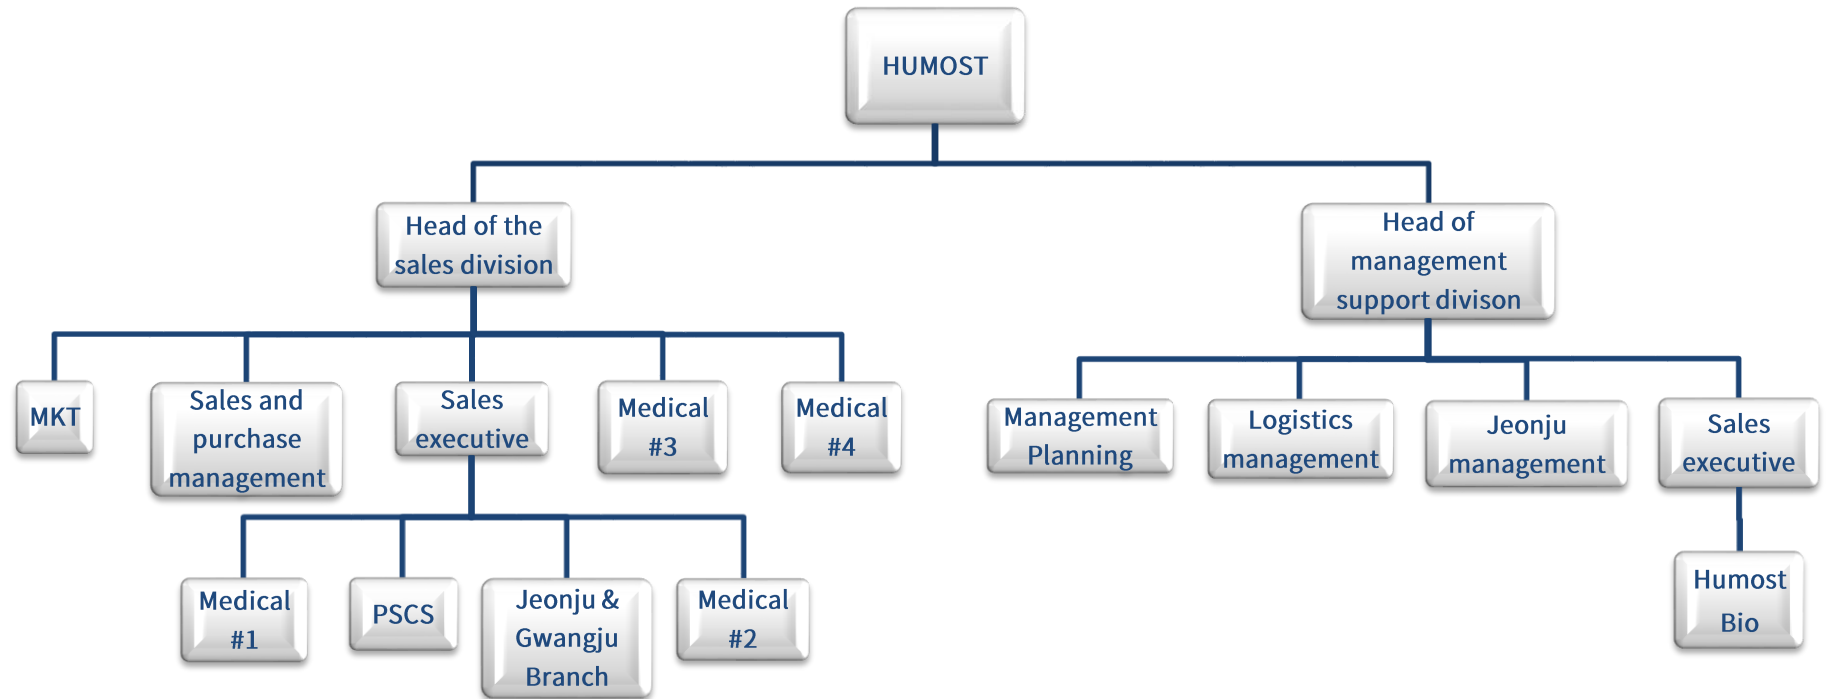 HUMOST
Head of the
sales division
Head of
management
support divison
MKT
Sales and
purchase
management
Sales
executive
Medical
#3
Medical
#4
Management
Planning
Logistics
management
Jeonju
management
Sales
executive
Medical
#1
PSCS
Jeonju &
Gwangju
Branch
Medical
#2
Humost
Bio